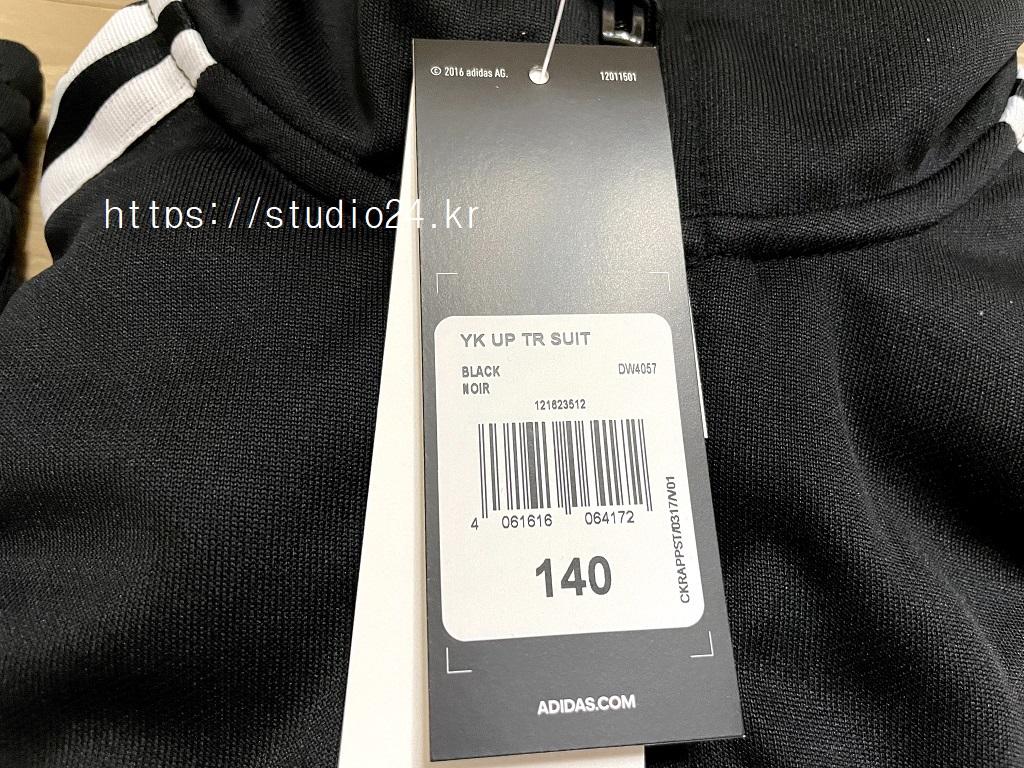 © 2016 adidas AG. 12011501
https://studio24.kr
YK UP TR SUIT
BLACK DW4057
NOIR
121623512
4 061616 064172
140
CKRAPPST/0317/V01
ADIDAS.COM